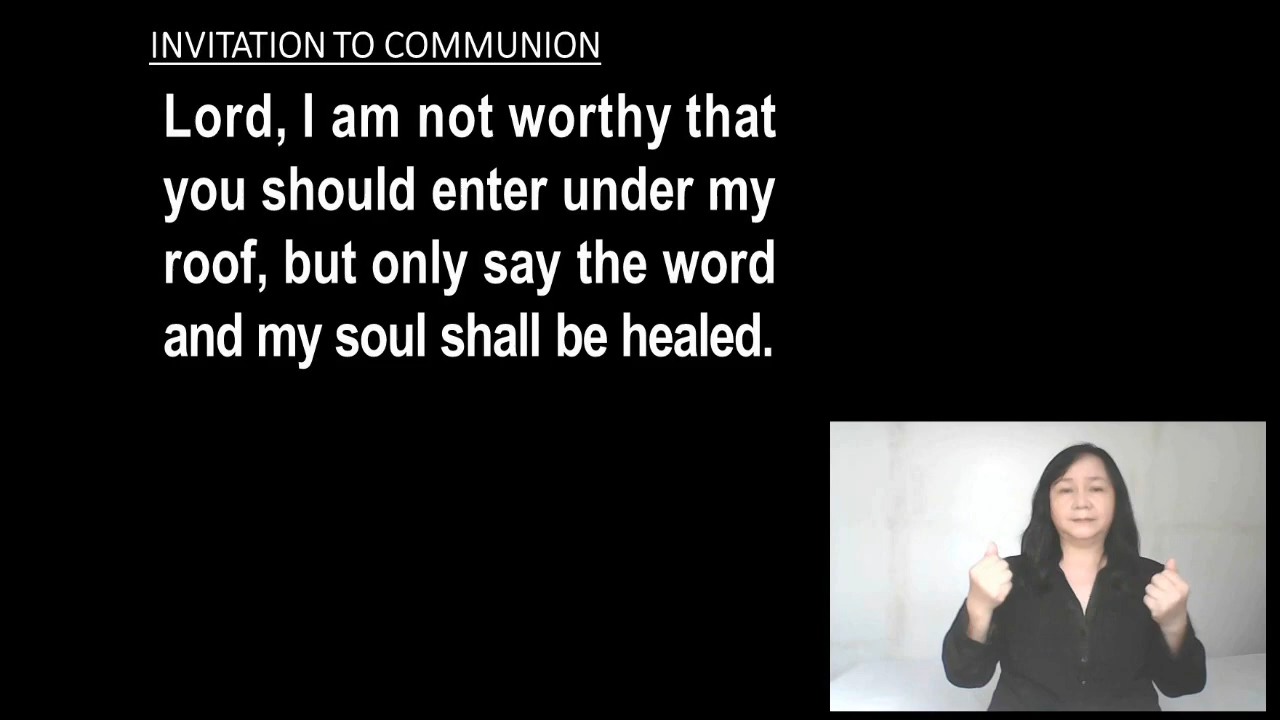 INVITATION TO COMMUNION
Lord, I am not worthy that
you should enter under my
roof, but only say the word
and my soul shall be healed.